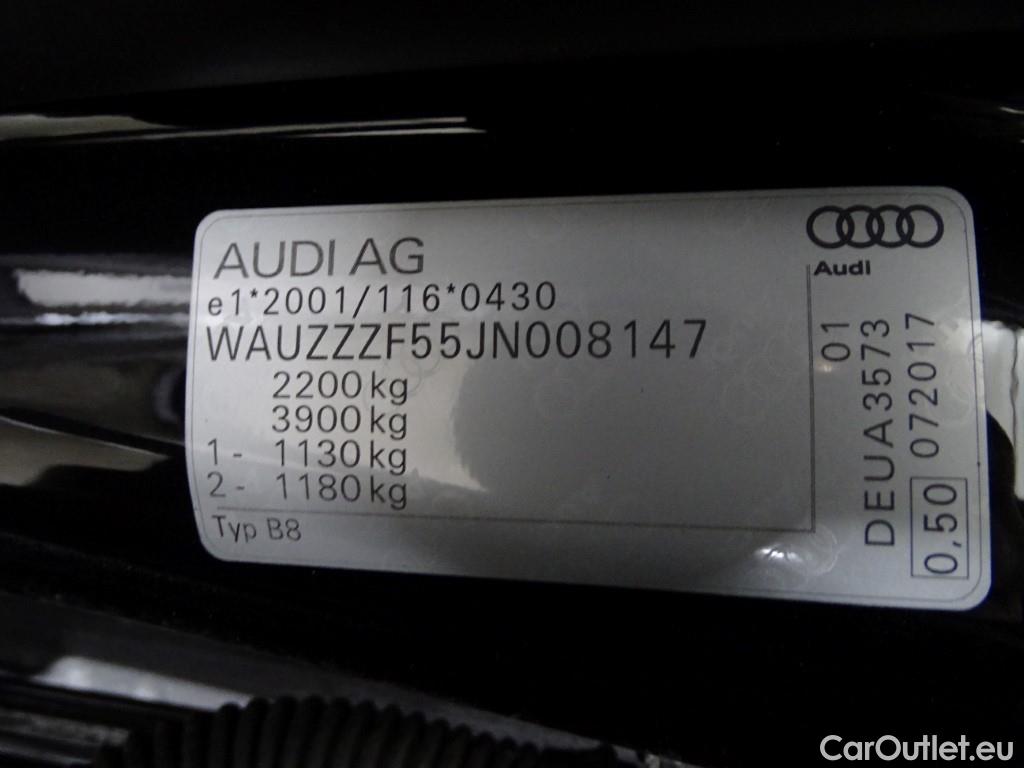 AUDI AG
e1*2001/116*0430
WAUZZZF55JN008147
2200 kg
3900 kg
1 - 1130 kg
2 - 1180 kg
Typ B8
Audi
01
DEUA3573
072017
0,50
CarOutlet.eu